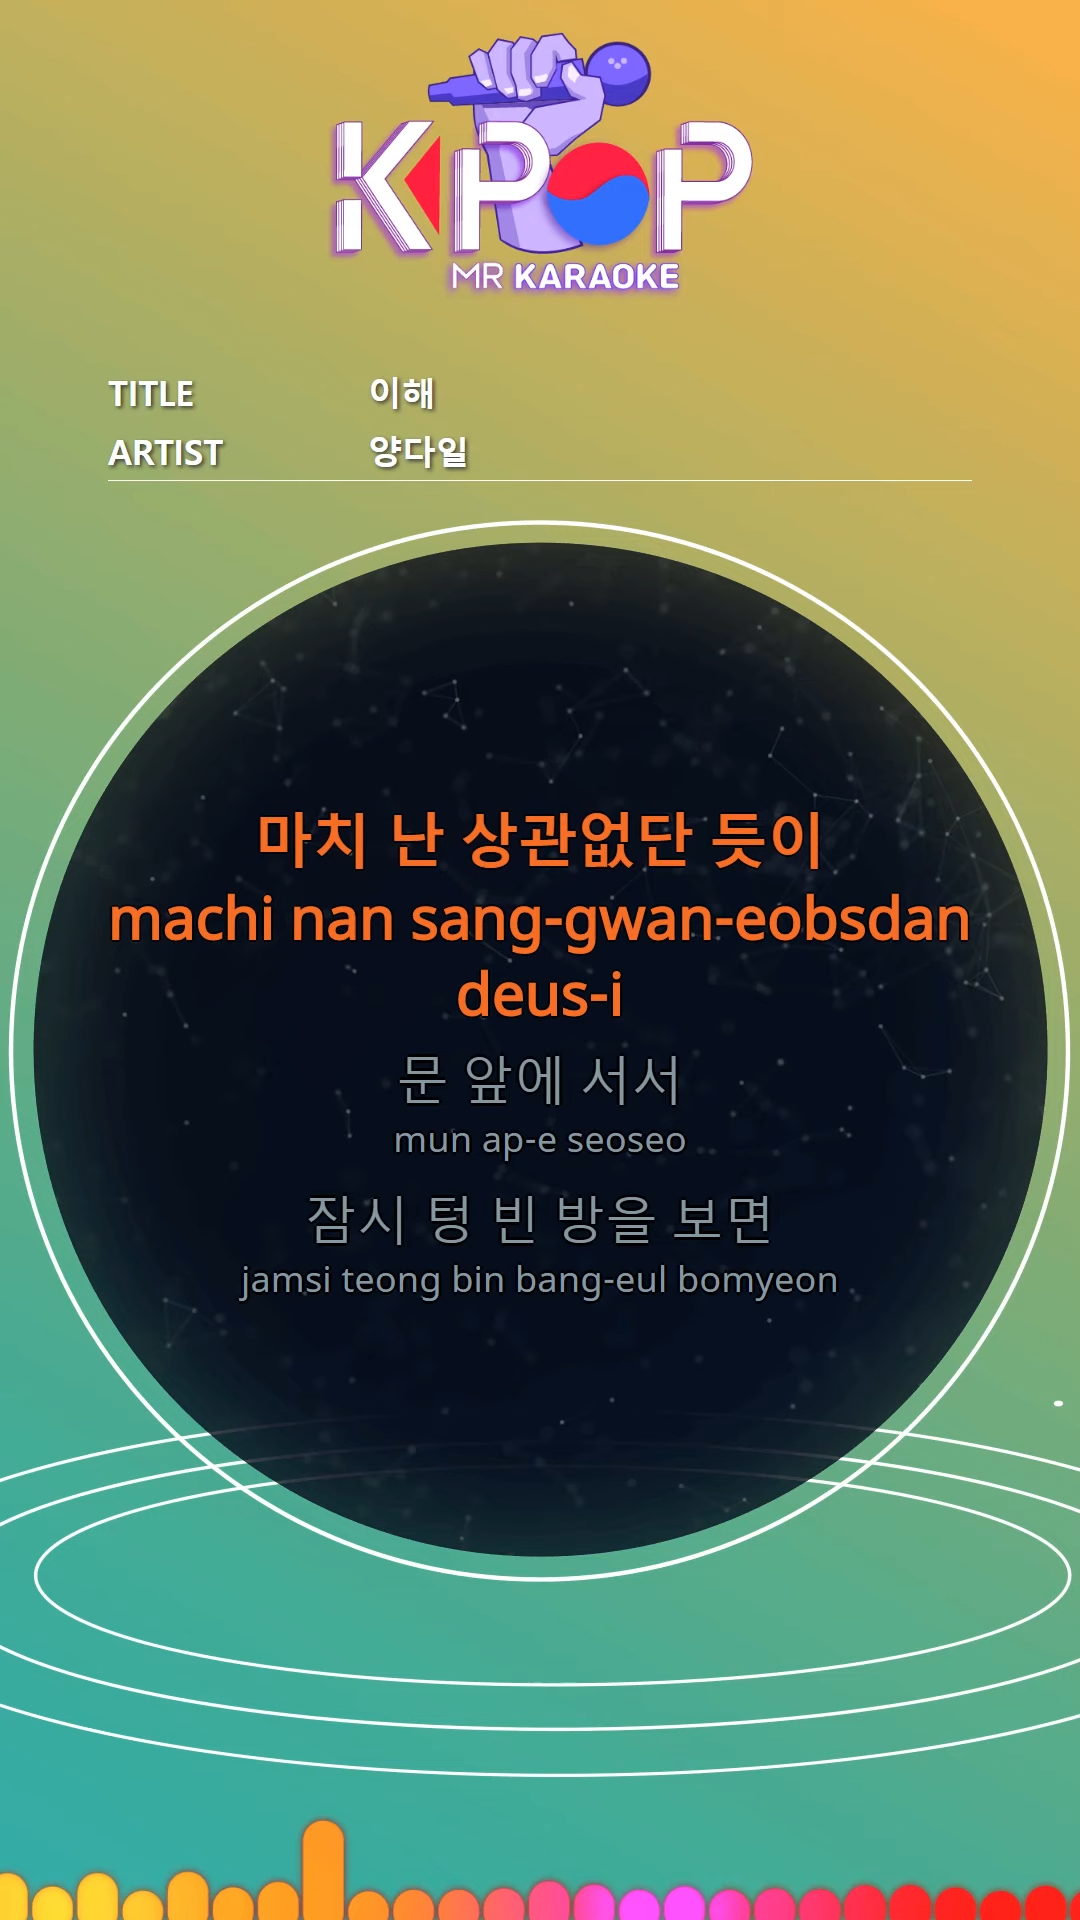 KPOP
MR KARAOKE
TITLE 이해
ARTIST 양다일
마치 난 상관없단 듯이
machi nan sang-gwan-eobsdan
deus-i
문 앞에 서서
mun ap-e seoseo
잠시 텅 빈 방을 보면
jamsi teong bin bang-eul bomyeon